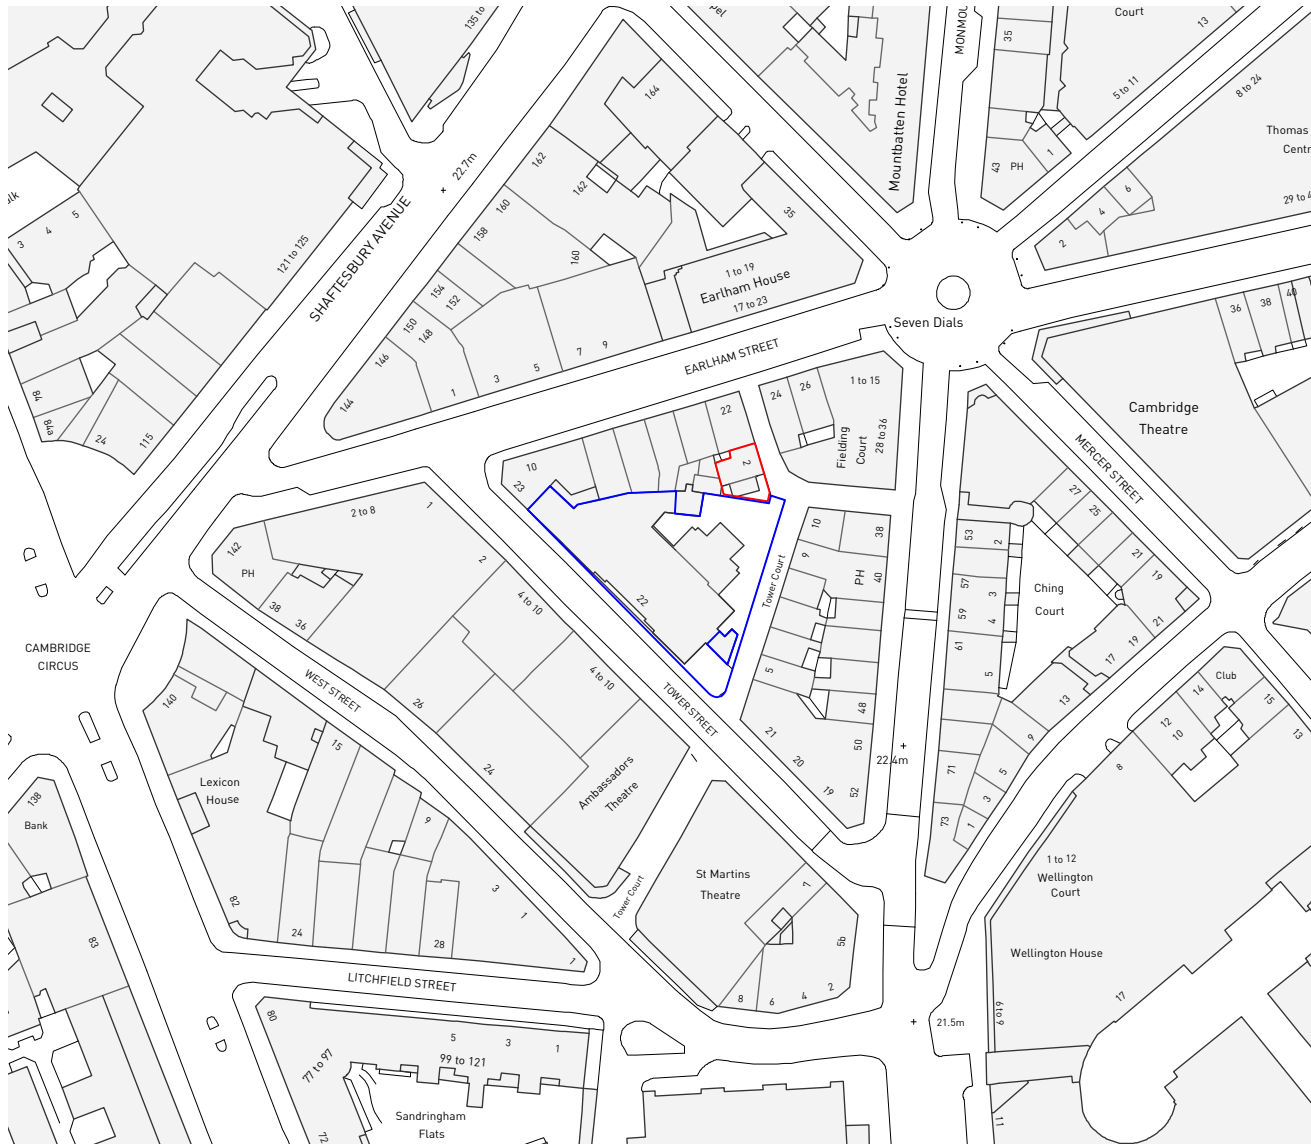 135 to
MONMOU
Court
13
35
5 to 11
8 to 24
Thomas
Centr
164
Mountbatten Hotel
43
PH
1
22.7m
162
162
6
4
2
29 to 4
5
4
3
160
158
160
35
121 to 125
SHAFTESBURY AVENUE
1 to 19
Earlham House
17 to 23
154
152
150
148
146
144
Seven Dials
36
38
40
EARLHAM STREET
7
9
5
3
1
84
84a
24
115
22
24
26
1 to 15
Fielding
Court
28 to 36
Cambridge
Theatre
MERCER STREET
10
23
2
1
2 to 8
142
PH
38
36
2
4 to 10
4 to 10
22
Tower Court
10
9
38
PH
40
5
48
50
27
25
21
19
21
19
17
53
2
57
3
59
4
61
5
Ching
Court
13
9
5
3
1
71
73
CAMBRIDGE
CIRCUS
WEST STREET
TOWER STREET
140
15
26
24
Lexicon
House
9
3
1
1
Ambassadors
Theatre
21
20
19
52
22.4m
Club
14
12
10
15
13
8
138
Bank
83
82
24
28
LITCHFIELD STREET
Tower Court
St Martins
Theatre
1
5b
8
6
4
2
1 to 12
Wellington
Court
Wellington House
17
6 to 9
21.5m
80
77 to 97
72
5
3
1
99 to 121
Sandringham
Flats
11